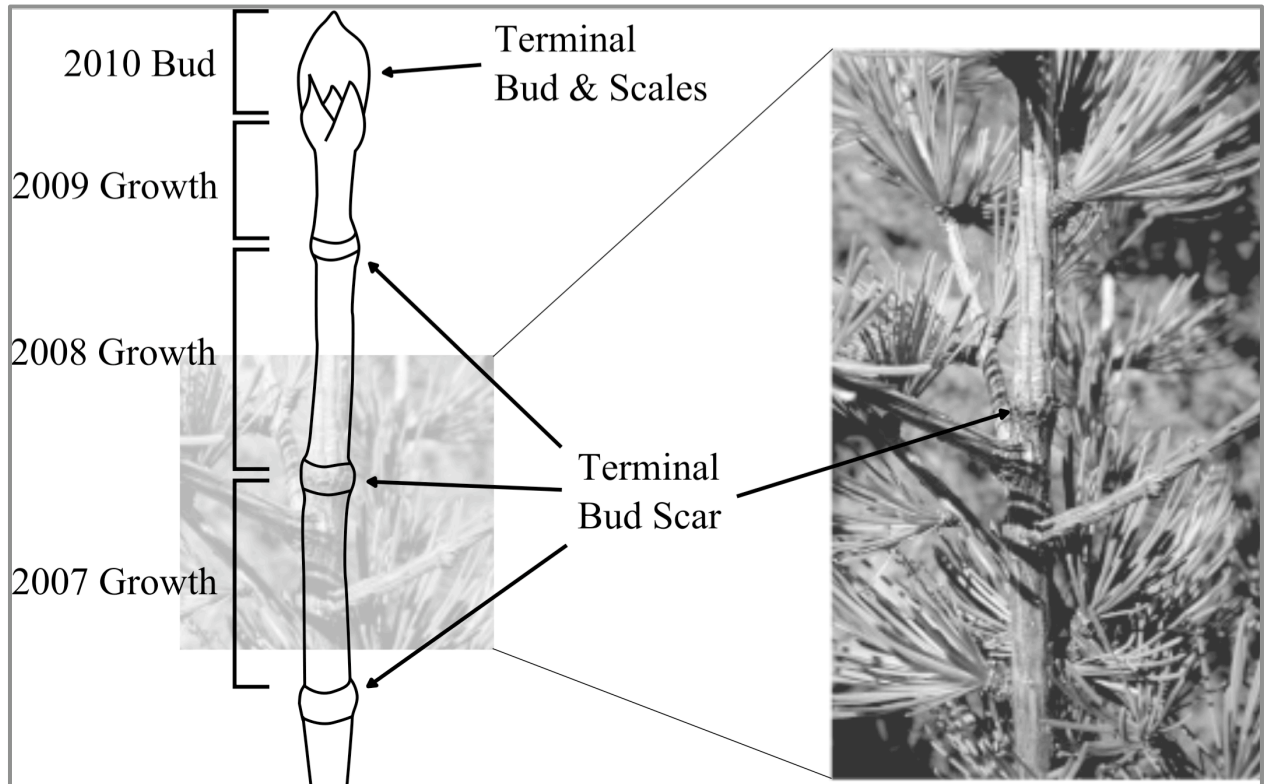 2010 Bud
Terminal
Bud & Scales
2009 Growth
2008 Growth
Terminal
Bud Scar
2007 Growth